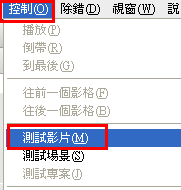 控制(O) 除錯(D) 視窗(W) 說
播放(P)
倒帶(R)
到最後(G)
往前一個影格(F)
往後一個影格(B)
測試影片(M)
測試場景(S)
測試專案(J)